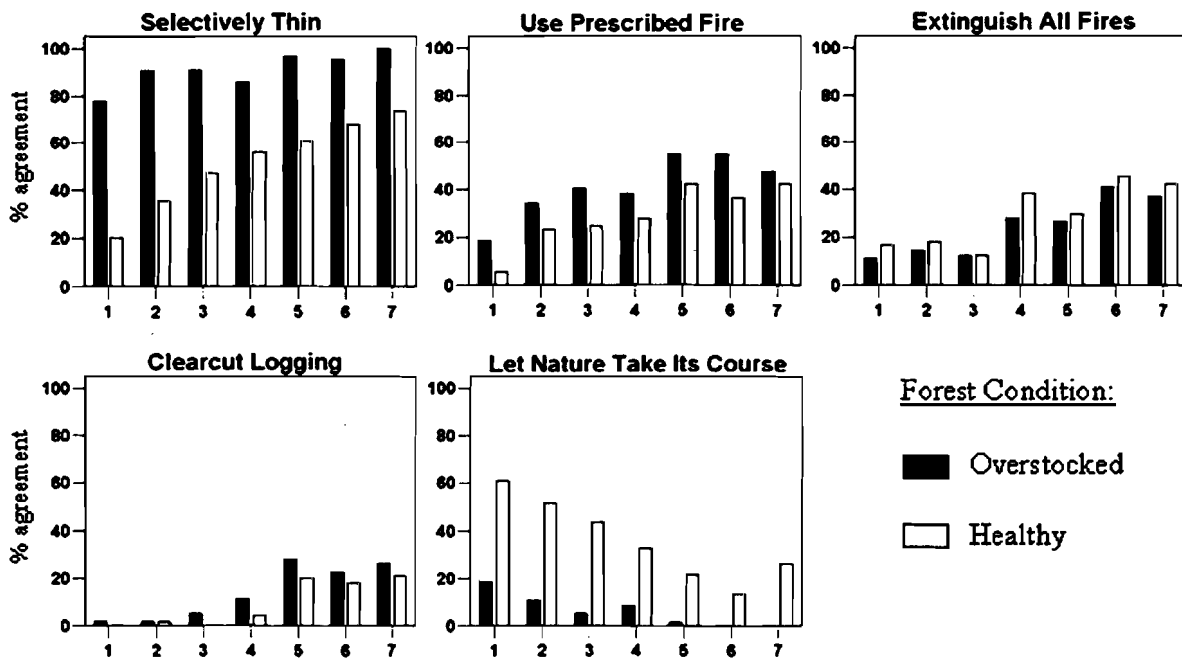 Selectively Thin
% agreement
100
80
60
40
20
0
1 2 3 4 5 6 7
Use Prescribed Fire
100
80
60
40
20
0
1 2 3 4 5 6 7
Extinguish All Fires
100
80
60
40
20
0
1 2 3 4 5 6 7
Clearcut Logging
% agreement
100
80
60
40
20
0
1 2 3 4 5 6 7
Let Nature Take Its Course
100
80
60
40
20
0
1 2 3 4 5 6 7
Forest Condition:
Overstocked
Healthy